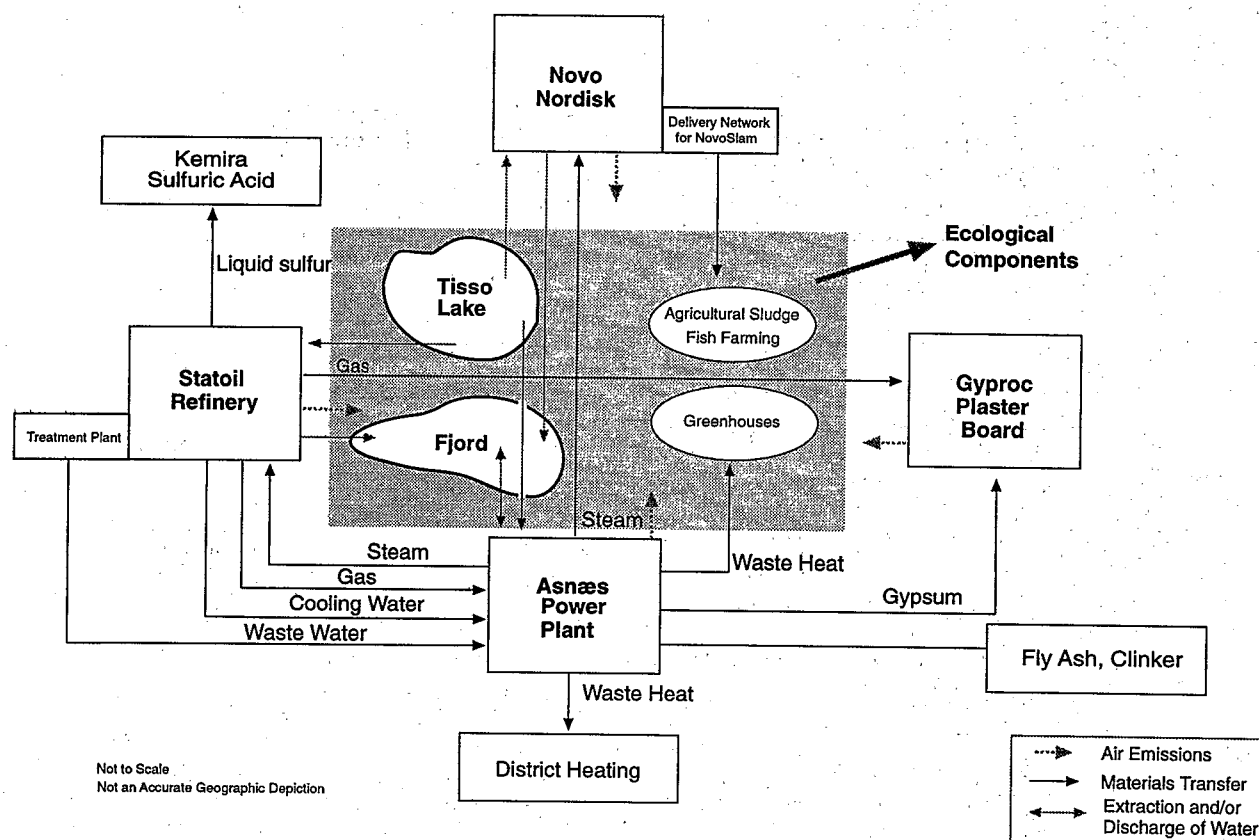 Novo
Nordisk
Delivery Network
for NovoSlam
Kemira
Sulfuric Acid
Liquid sulfur
Ecological
Components
Tisso
Lake
Agricultural Sludge
Fish Farming
Statoil
Refinery
Gas
Gyproc
Plaster
Board
Treatment Plant
Fjord
Greenhouses
Steam
Steam
Waste Heat
Gas
Asnæs
Power
Plant
Cooling Water
Gypsum
Waste Water
Fly Ash, Clinker
Waste Heat
District Heating
Not to Scale
Not an Accurate Geographic Depiction
Air Emissions
Materials Transfer
Extraction and/or
Discharge of Water